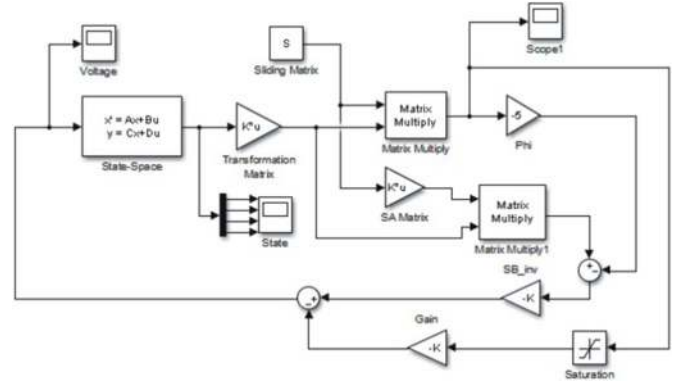 Voltage
S
Sliding Matrix
Scope1
x' = Ax+Bu
y = Cx+Du
State-Space
K*u
Transformation
Matrix
Matrix
Multiply
Matrix Multiply
-5
Phi
State
K*u
SA Matrix
Matrix
Multiply
Matrix Multiply1
SB_inv
-K
Gain
-K
Saturation